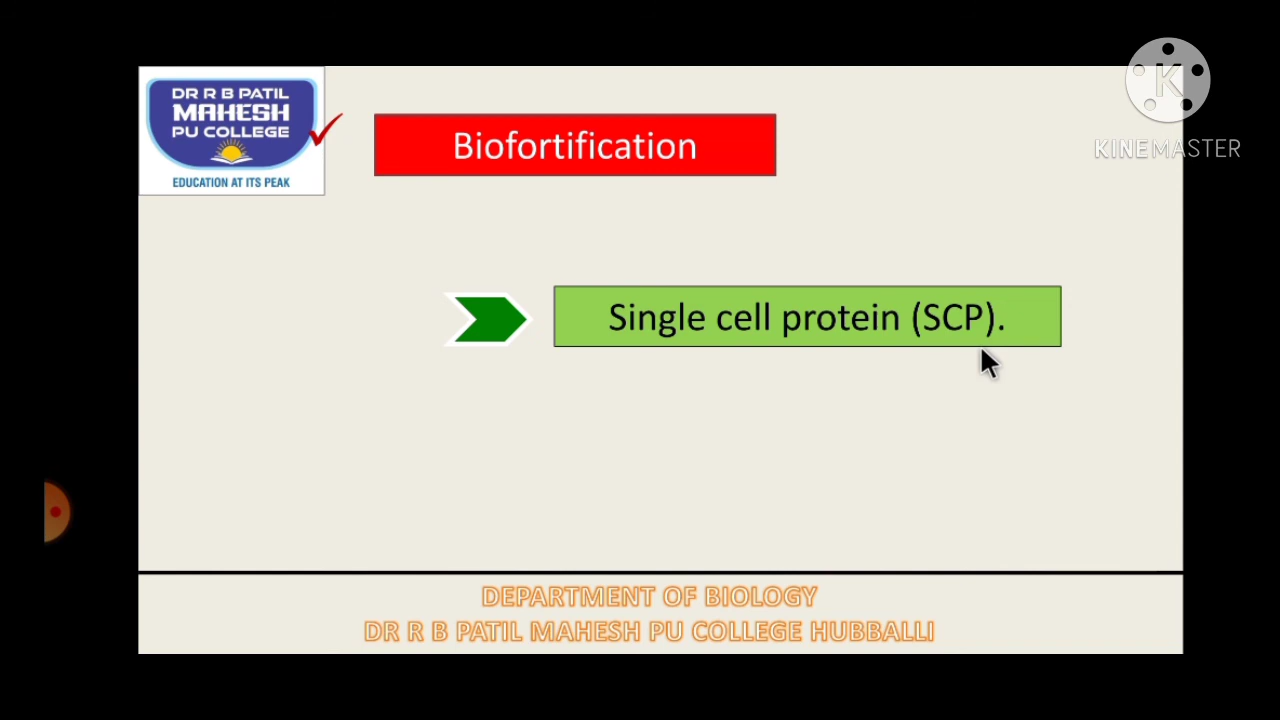 DR R B PATIL
MAHESH
PU COLLEGE
EDUCATION AT ITS PEAK
Biofortification
K
KINEMASTER
Single cell protein (SCP).
DEPARTMENT OF BIOLOGY
DR R B PATIL MAHESH PU COLLEGE HUBBALLI